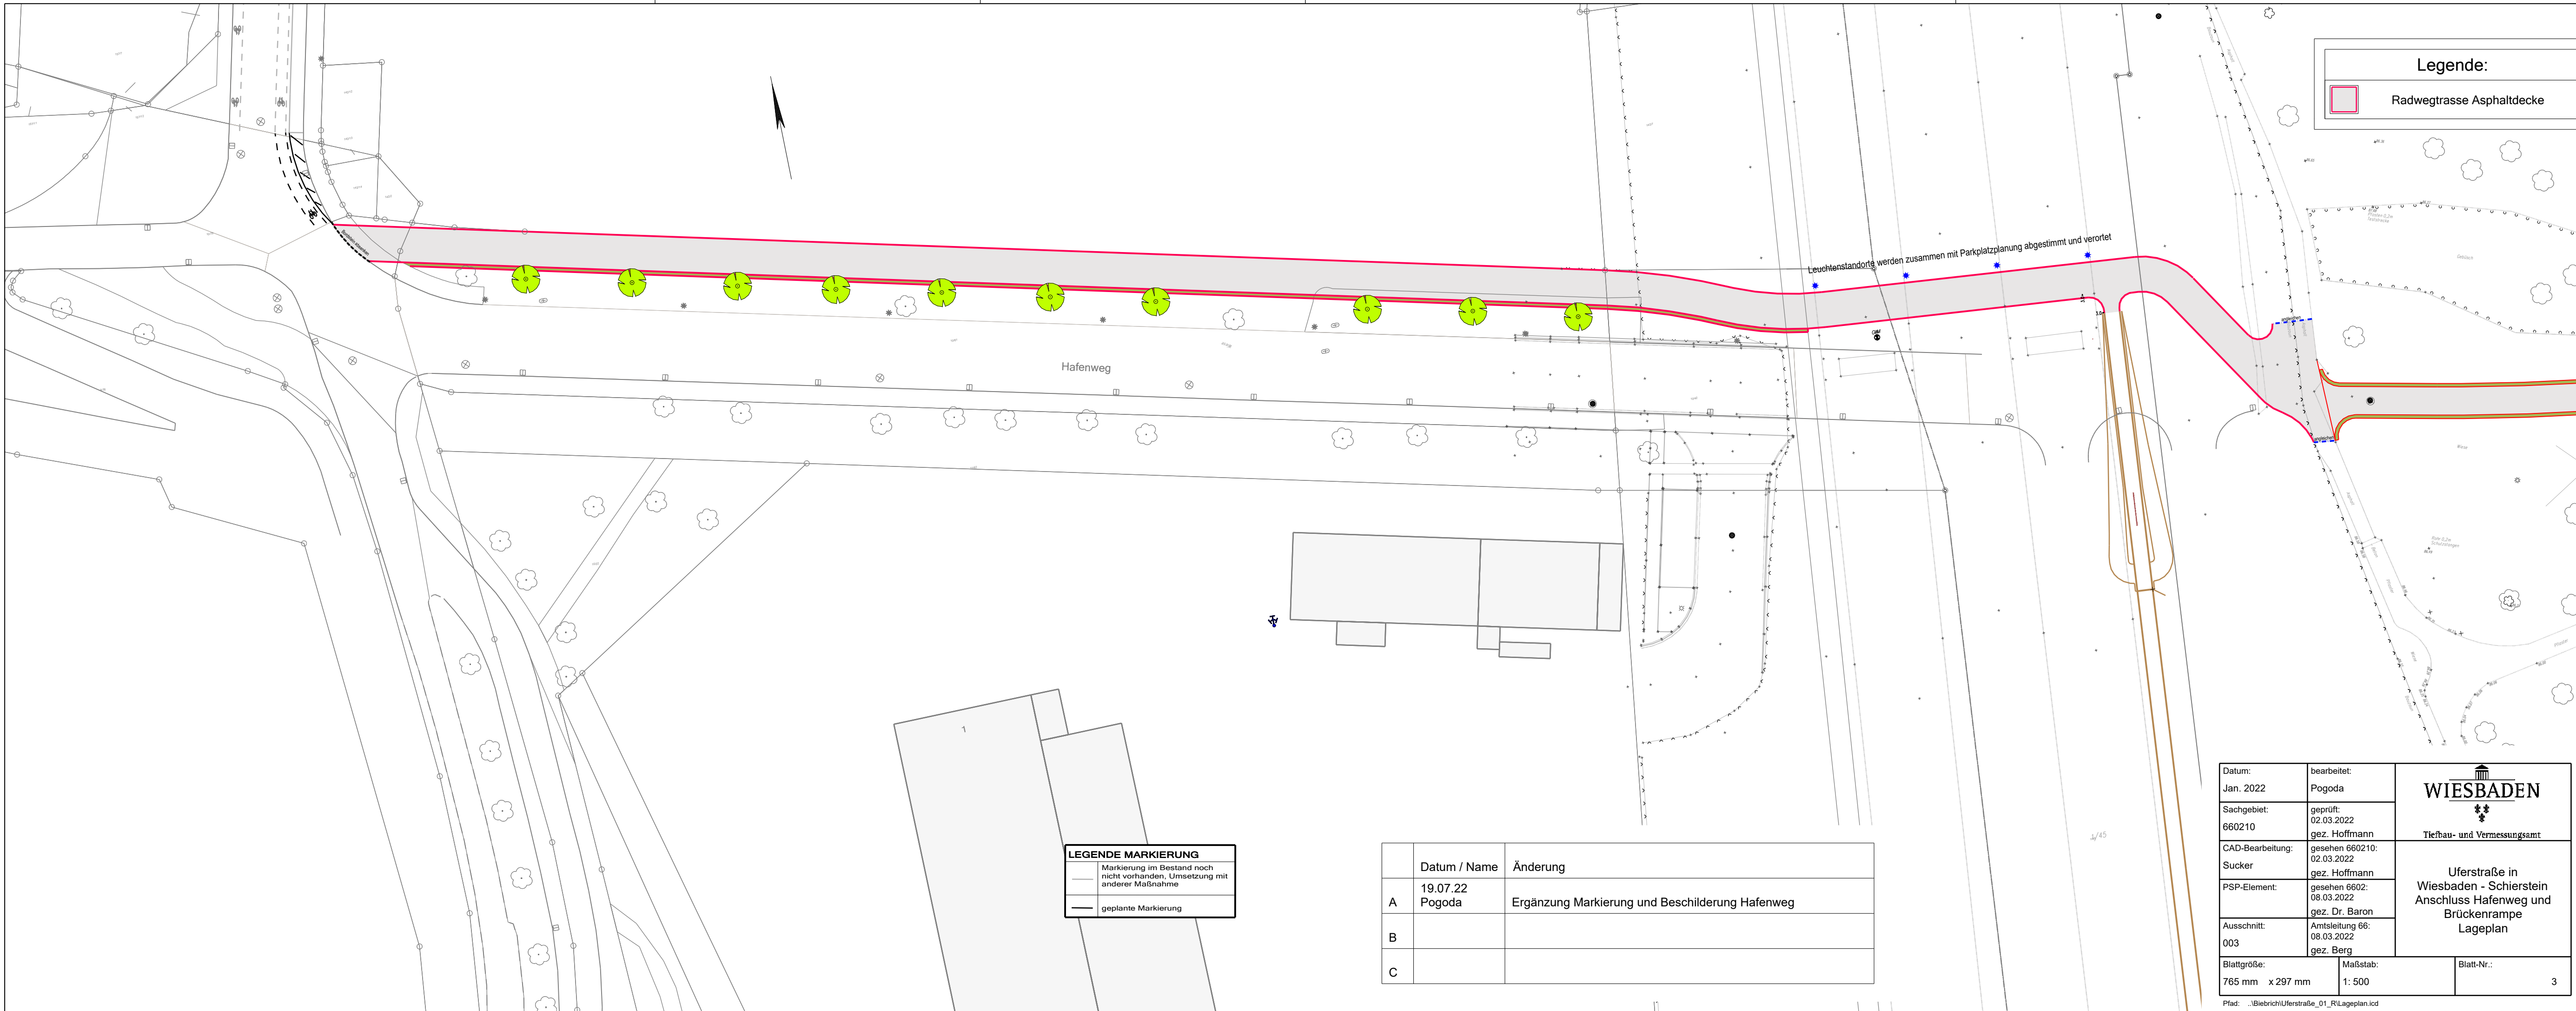 Legende:
Radwegtrasse Asphaltdecke
Leuchtenstandorte werden zusammen mit Parkplatzplanung abgestimmt und verortet
Hafenweg
1
1/45
LEGENDE MARKIERUNG
Markierung im Bestand noch
nicht vorhanden, Umsetzung mit
anderer Maßnahme
geplante Markierung
Datum / Name Änderung
A 19.07.22
Pogoda Ergänzung Markierung und Beschilderung Hafenweg
B
C
Datum:
Jan. 2022
bearbeitet:
Pogoda
WIESBADEN
Tiefbau- und Vermessungsamt
Sachgebiet:
660210
geprüft:
02.03.2022
gez. Hoffmann
CAD-Bearbeitung:
Sucker
gesehen 660210:
02.03.2022
gez. Hoffmann
PSP-Element:
gesehen 6602:
08.03.2022
gez. Dr. Baron
Ausschnitt:
003
Amtsleitung 66:
08.03.2022
gez. Berg
Uferstraße in
Wiesbaden - Schierstein
Anschluss Hafenweg und
Brückenrampe
Lageplan
Blattgröße:
765 mm x 297 mm
Maßstab:
1: 500
Blatt-Nr.:
3
Pfad: ..\Biebrich\Uferstraße_01_R\Lageplan.icd